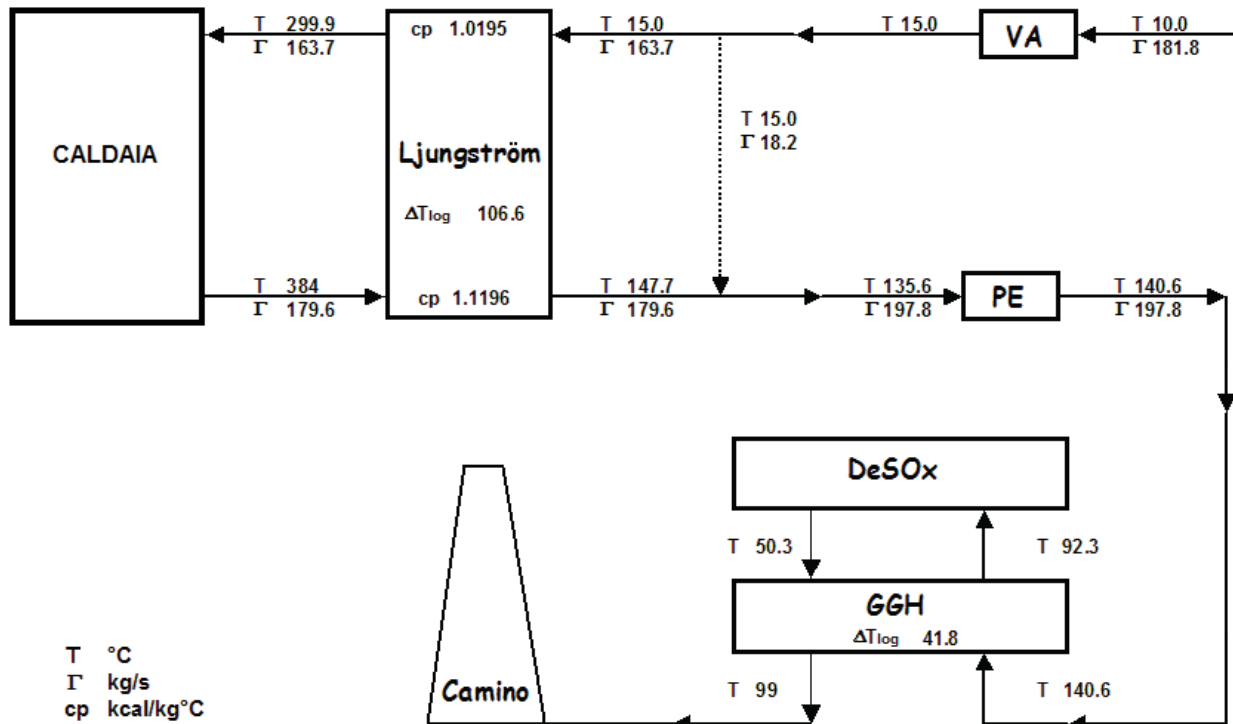 T 299.9
Γ 163.7
cp 1.0195
T 15.0
Γ 163.7
T 15.0
VA
T 10.0
Γ 181.8
T 15.0
Γ 18.2
CALDAIA
Ljungström
ΔTlog 106.6
T 384
Γ 179.6
cp 1.1196
T 147.7
Γ 179.6
T 135.6
Γ 197.8
PE
T 140.6
Γ 197.8
DeSOx
T 50.3
T 92.3
GGH
ΔTlog 41.8
T °C
Γ kg/s
cp kcal/kg°C
Camino
T 99
T 140.6